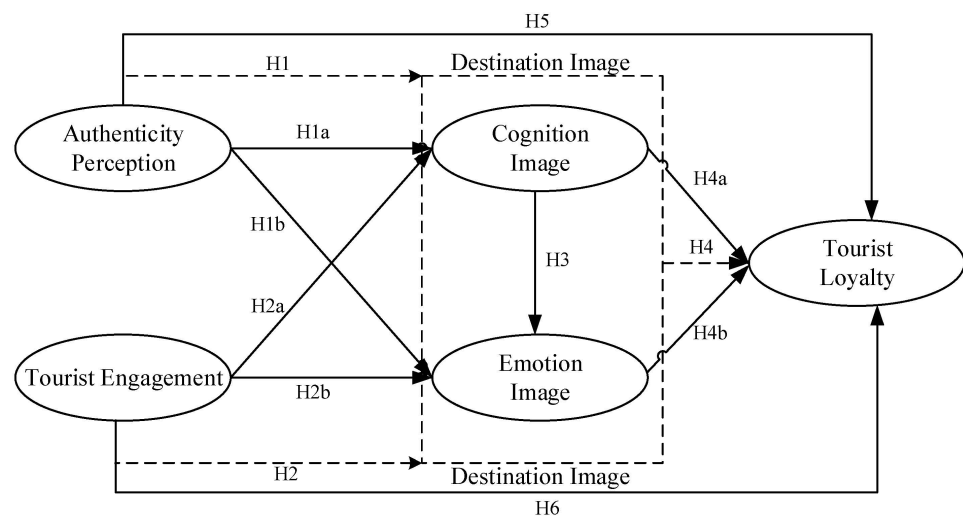 H5
H1
Destination Image
Authenticity
Perception
H1a
Cognition
Image
H4a
H1b
H3
H4
Tourist
Loyalty
H2a
H4b
Tourist Engagement
H2b
Emotion
Image
H2
Destination Image
H6